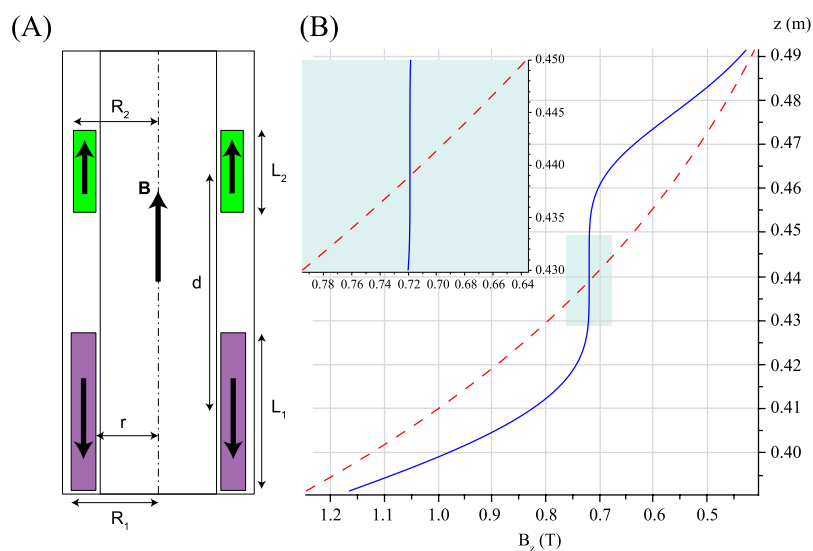 (A)
(B)
R₂
L₂
B
d
r
L₁
R₁
z (m)
0.49
0.48
0.47
0.46
0.45
0.44
0.43
0.42
0.41
0.40
0.450
0.445
0.440
0.435
0.430
0.78 0.76 0.74 0.72 0.70 0.68 0.66 0.64
1.2 1.1 1.0 0.9 0.8 0.7 0.6 0.5
B_z (T)